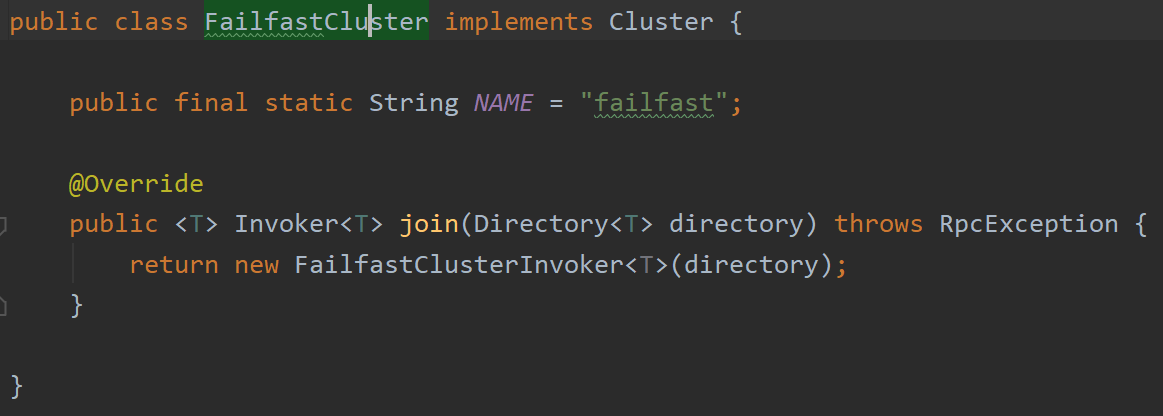 public class FailfastCluster implements Cluster {
public final static String NAME = "failfast";
@Override
public <T> Invoker<T> join(Directory<T> directory) throws RpcException {
return new FailfastClusterInvoker<T>(directory);
}
}